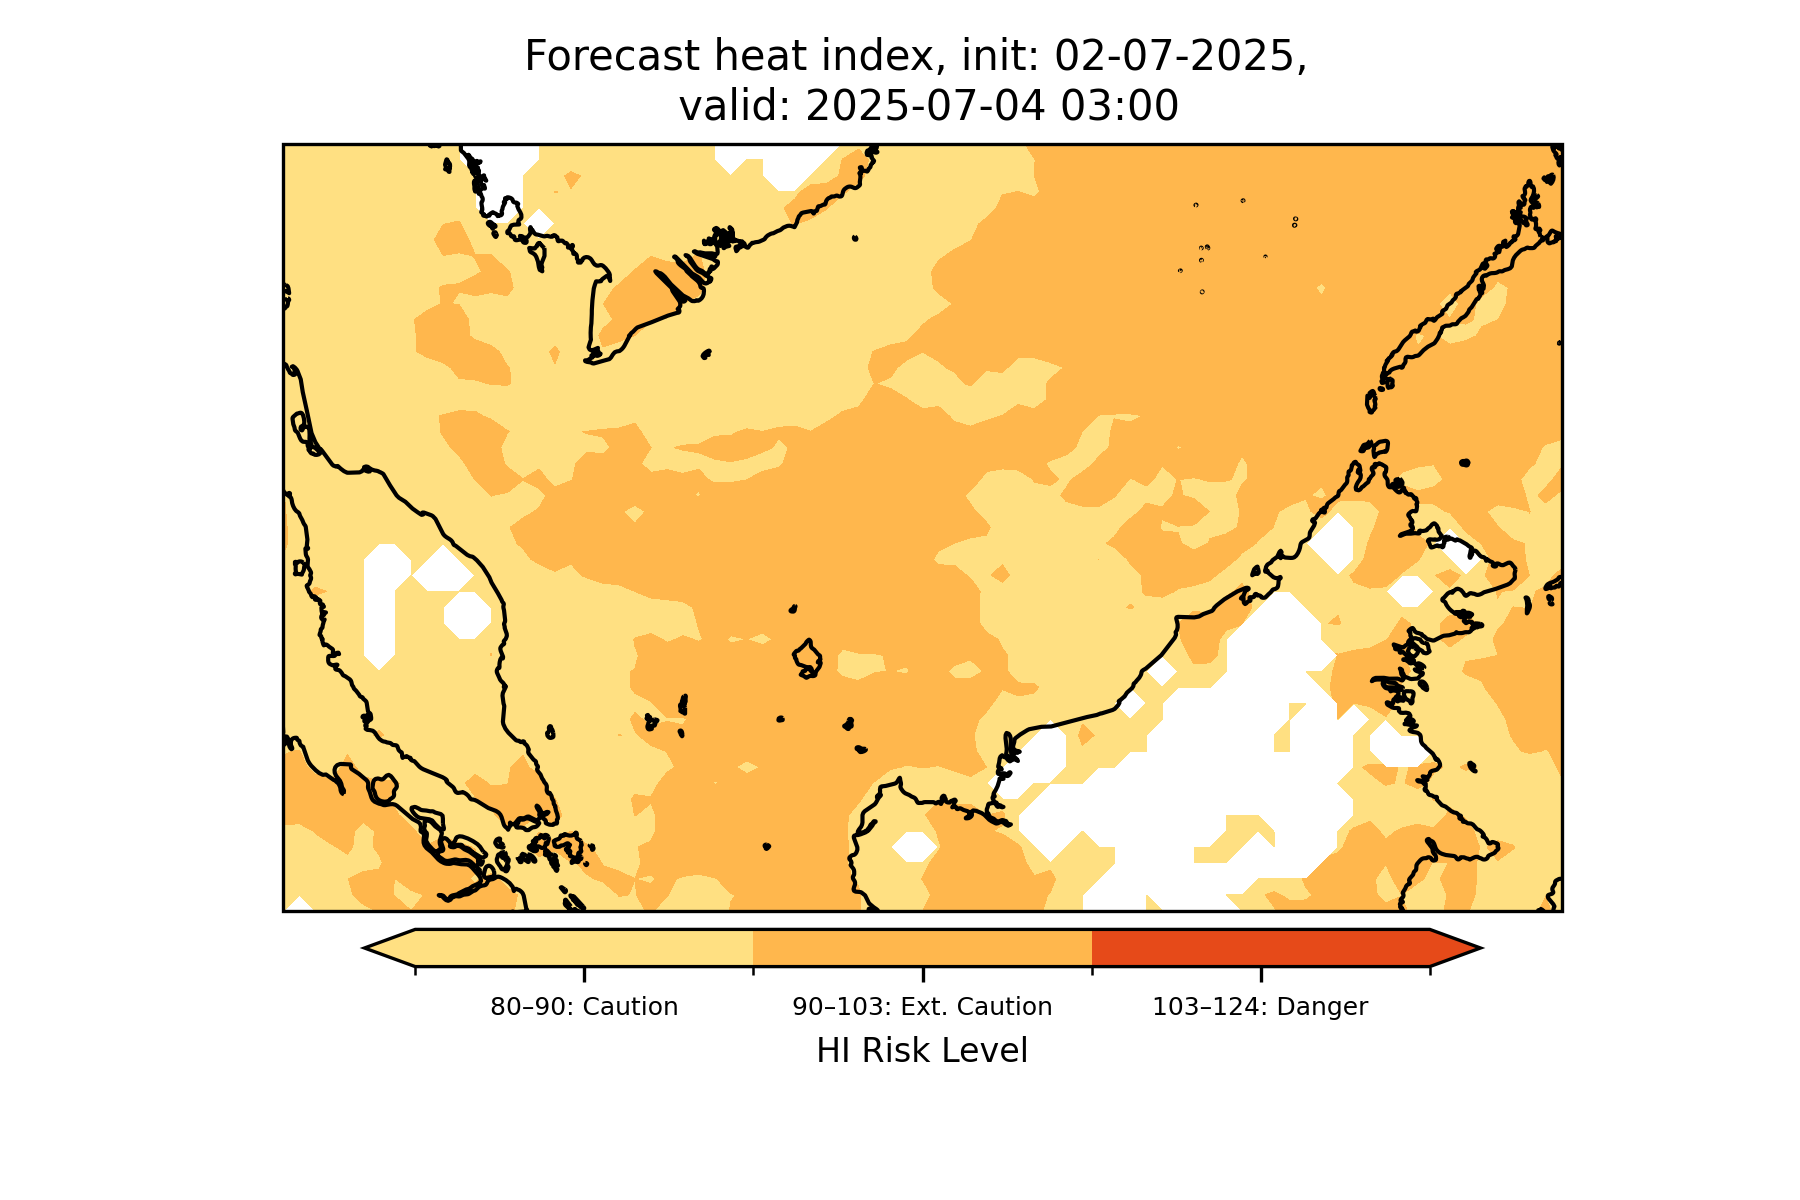 Forecast heat index, init: 02-07-2025,
valid: 2025-07-04 03:00
80–90: Caution
90–103: Ext. Caution
103–124: Danger
HI Risk Level